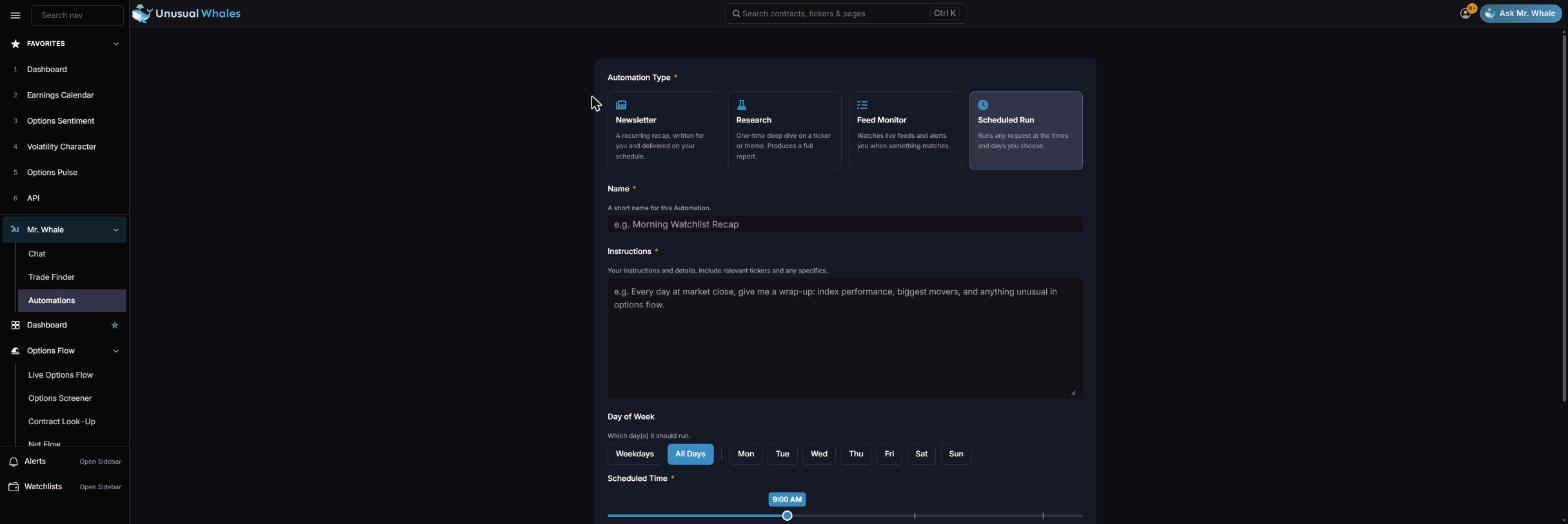 Search nav
Unusual Whales
Search contracts, tickers & pages
Ctrl K
9+
Ask Mr. Whale
FAVORITES
1 Dashboard
2 Earnings Calendar
3 Options Sentiment
4 Volatility Character
5 Options Pulse
6 API
AI Mr. Whale
Chat
Trade Finder
Automations
Dashboard
Options Flow
Live Options Flow
Options Screener
Contract Look-Up
Net Flow
Alerts Open Sidebar
Watchlists Open Sidebar
Automation Type *
Newsletter
A recurring recap, written for
you and delivered on your
schedule.
Research
One-time deep dive on a ticker
or theme. Produces a full
report.
Feed Monitor
Watches live feeds and alerts
you when something matches.
Scheduled Run
Runs any request at the times
and days you choose.
Name *
A short name for this Automation.
e.g. Morning Watchlist Recap
Instructions *
Your instructions and details. Include relevant tickers and any specifics.
e.g. Every day at market close, give me a wrap-up: index performance, biggest movers, and anything unusual in
options flow.
Day of Week
Which day(s) it should run.
Weekdays All Days Mon Tue Wed Thu Fri Sat Sun
Scheduled Time *
9:00 AM